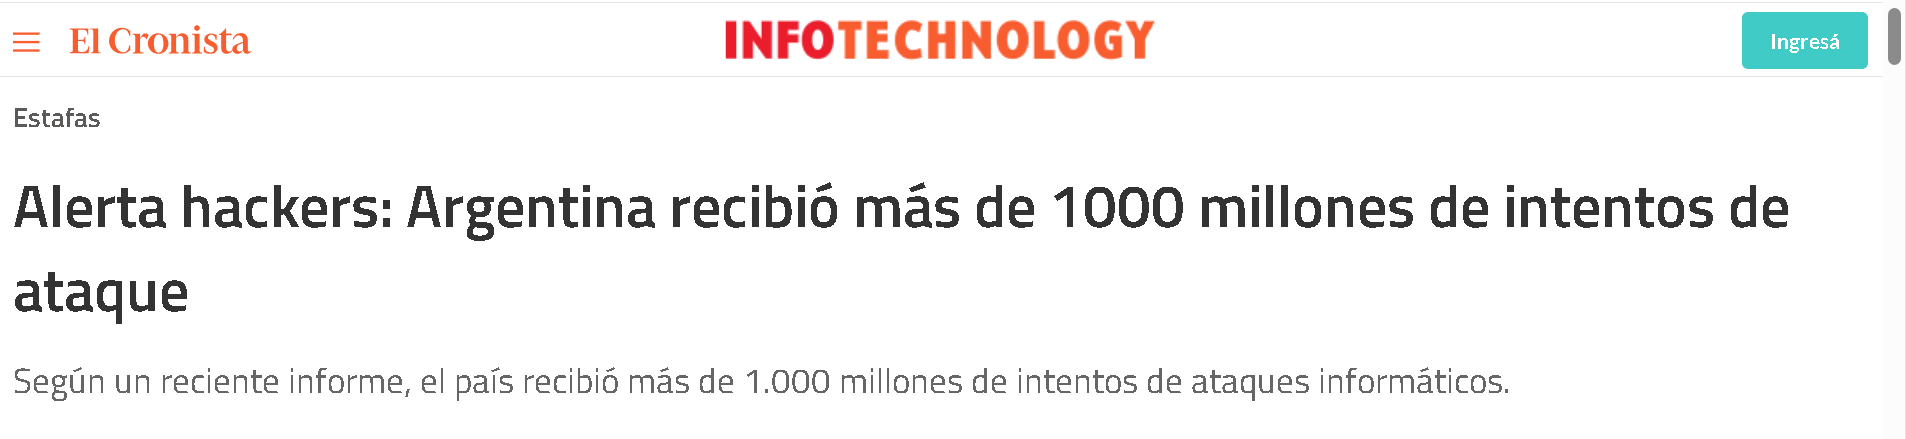 El Cronista
INFOTECHNOLOGY
Ingresá
Estafas
Alerta hackers: Argentina recibió más de 1000 millones de intentos de
ataque
Según un reciente informe, el país recibió más de 1.000 millones de intentos de ataques informáticos.